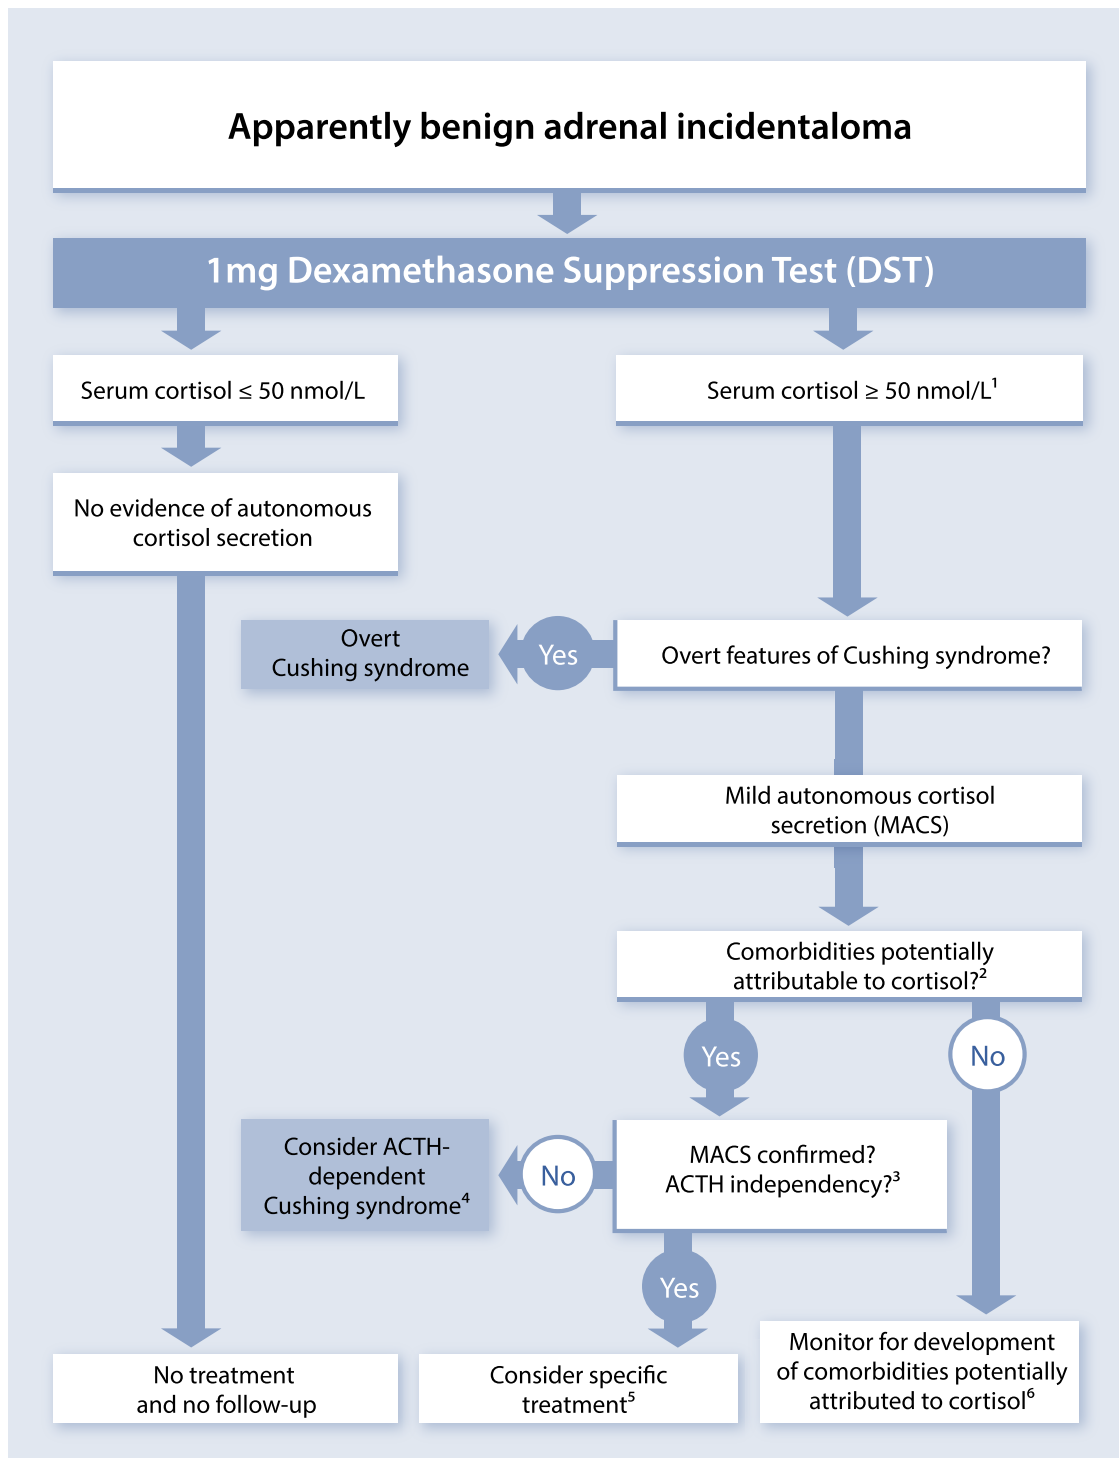 Apparently benign adrenal incidentaloma
1mg Dexamethasone Suppression Test (DST)
Serum cortisol ≤ 50 nmol/L
Serum cortisol ≥ 50 nmol/L¹
No evidence of autonomous
cortisol secretion
Overt
Cushing syndrome
Yes
Overt features of Cushing syndrome?
Mild autonomous cortisol
secretion (MACS)
Comorbidities potentially
attributable to cortisol?²
Yes
No
Consider ACTH-
dependent
Cushing syndrome⁴
No
MACS confirmed?
ACTH independency?³
Yes
No treatment
and no follow-up
Consider specific
treatment⁵
Monitor for development
of comorbidities potentially
attributed to cortisol⁶